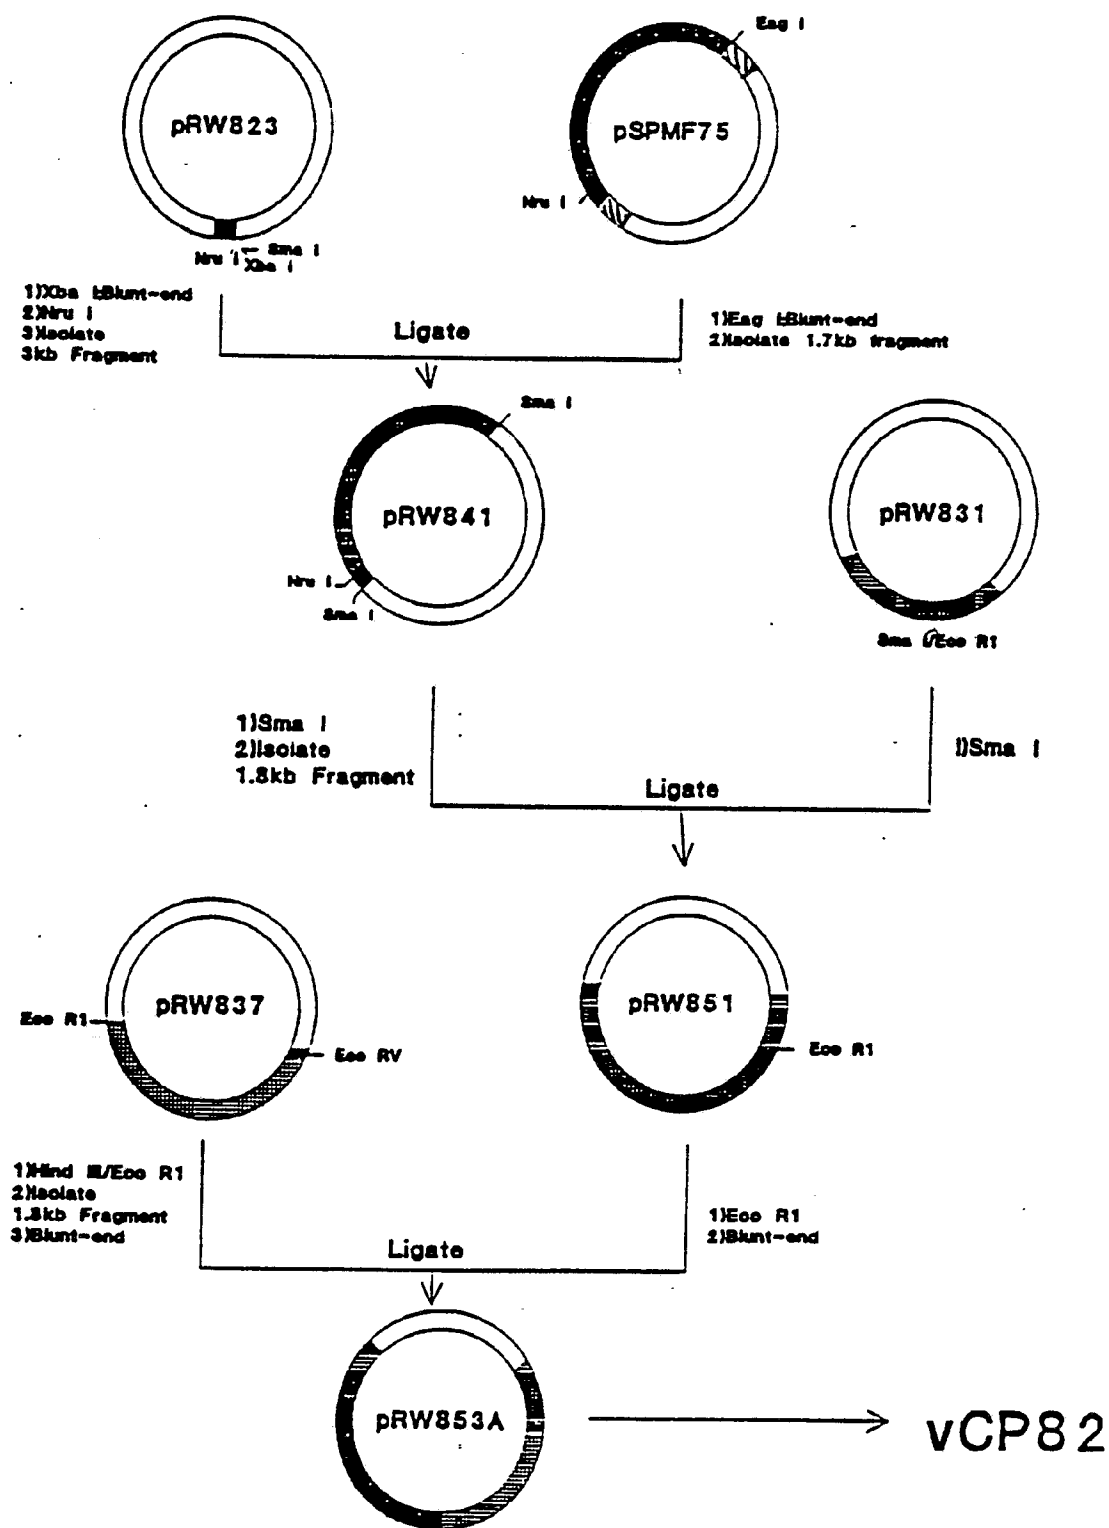 Eag I
pRW823
pSPMF75
Nru I
Nru I
Sma I
Xba I
1)Xba I:Blunt-end
2)Nru I
3)Isolate
3kb Fragment
Ligate
1)Eag I:Blunt-end
2)Isolate 1.7kb fragment
Sma I
pRW841
pRW831
Nru I
Sma I
Sma I/Eco R1
1)Sma I
2)Isolate
1.8kb Fragment
1)Sma I
Ligate
pRW837
pRW851
Eco R1
Eco RV
Eco R1
1)Hind III/Eco R1
2)Isolate
1.8kb Fragment
3)Blunt-end
1)Eco R1
2)Blunt-end
Ligate
pRW853A
vCP82